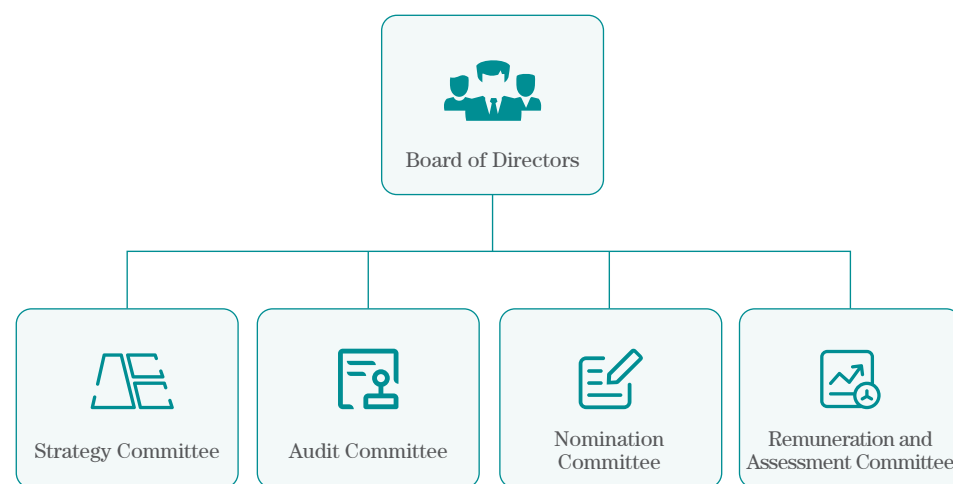 Board of Directors
Strategy Committee
Audit Committee
Nomination
Committee
Remuneration and
Assessment Committee